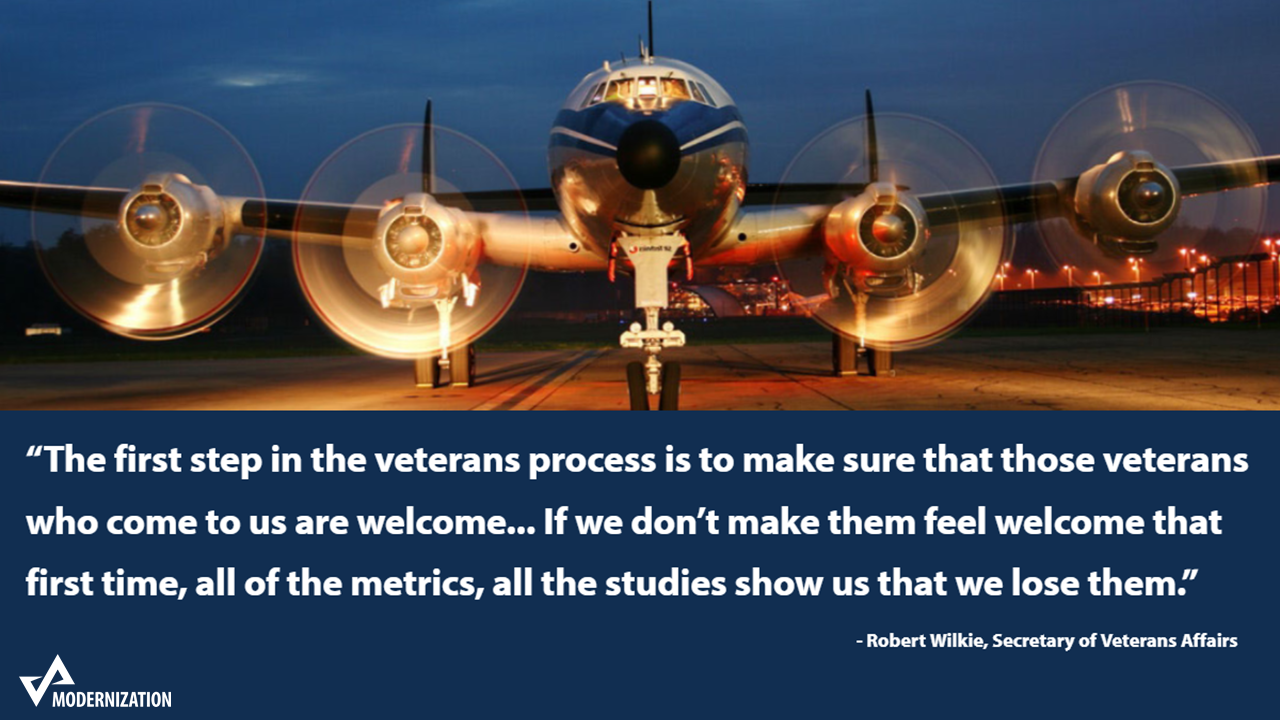 “The first step in the veterans process is to make sure that those veterans
who come to us are welcome... If we don’t make them feel welcome that
first time, all of the metrics, all the studies show us that we lose them.”
- Robert Wilkie, Secretary of Veterans Affairs
MODERNIZATION